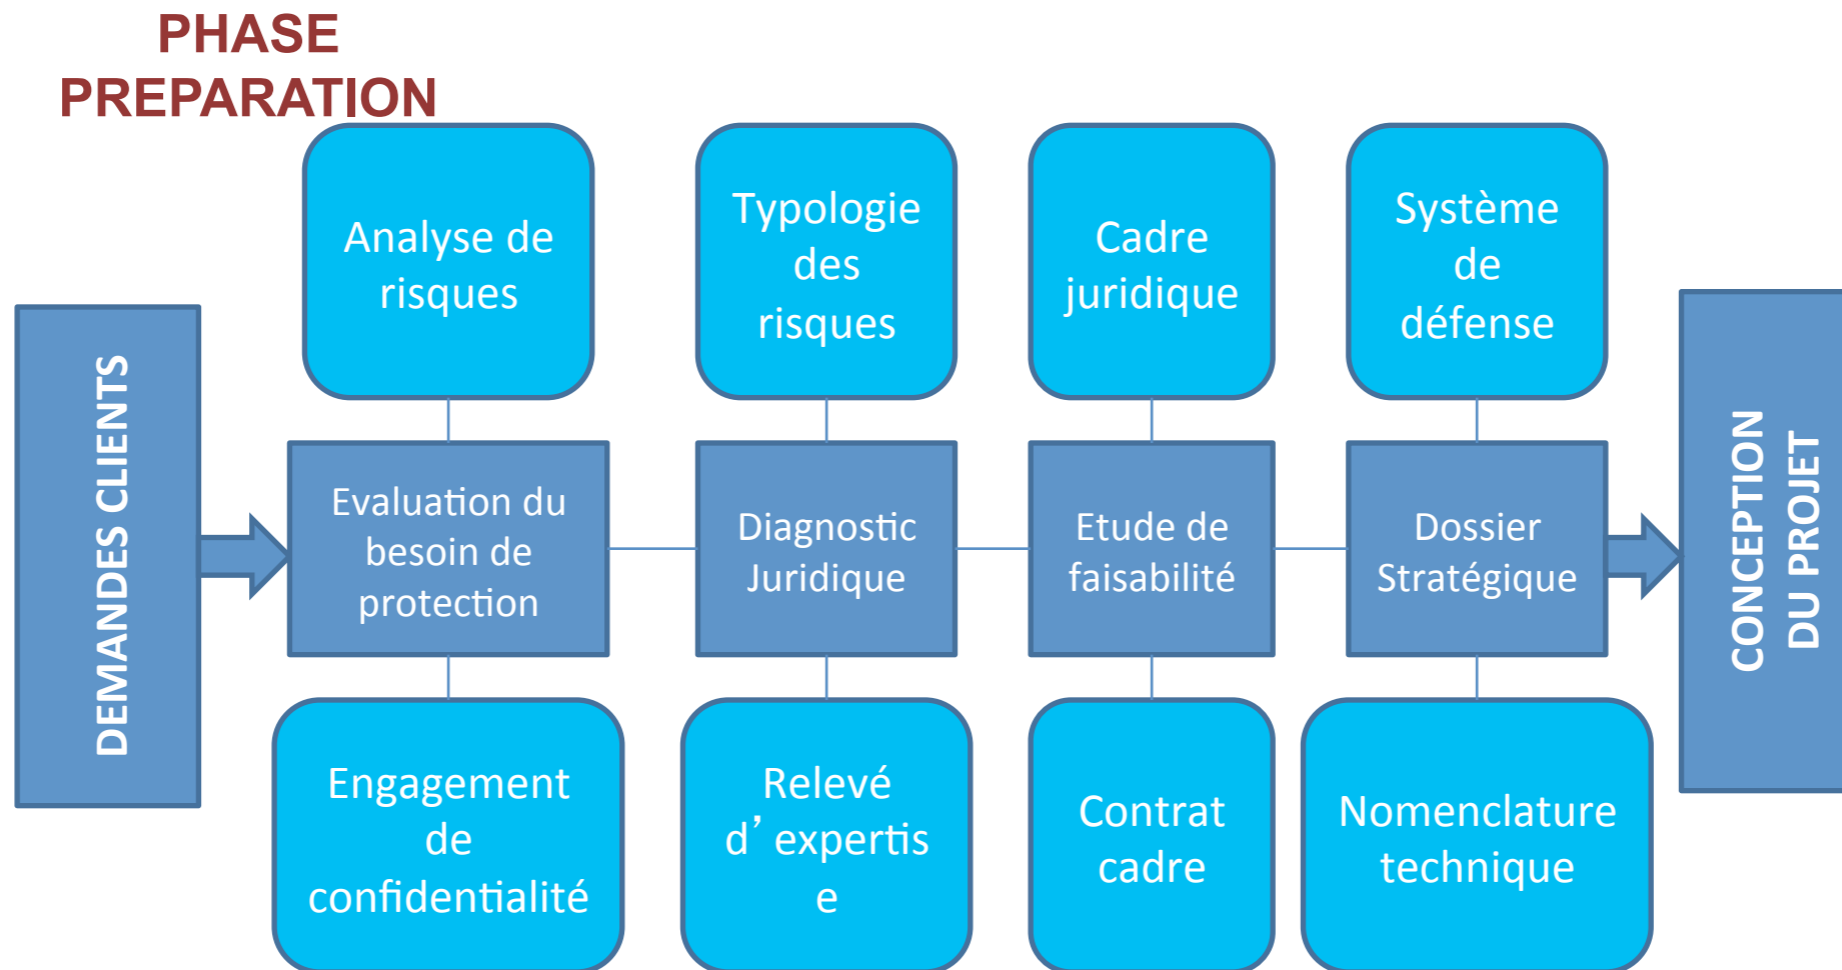 PHASE
PREPARATION
Analyse de
risques
Typologie
des
risques
Cadre
juridique
Système
de
défense
DEMANDES CLIENTS
Evaluation du
besoin de
protection
Diagnostic
Juridique
Etude de
faisabilité
Dossier
Stratégique
CONCEPTION
DU PROJET
Engagement
de
confidentialité
Relevé
d’ expertis
e
Contrat
cadre
Nomenclature
technique